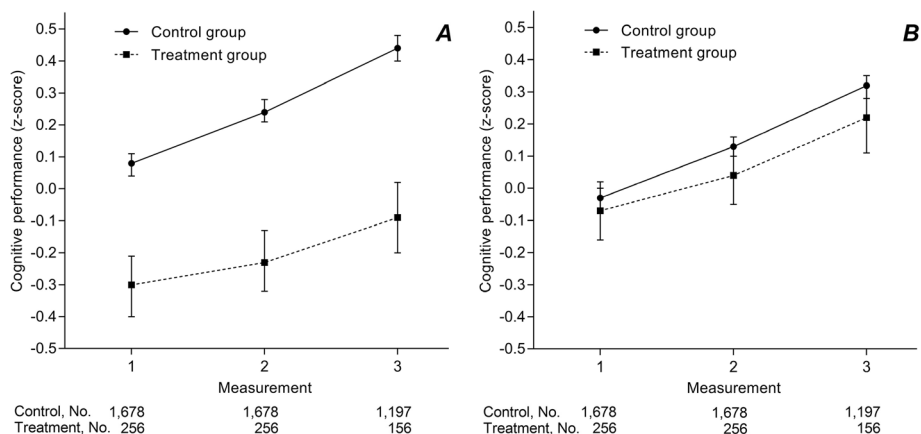 Control group
Treatment group
A
Cognitive performance (z-score)
0.5
0.4
0.3
0.2
0.1
0.0
-0.1
-0.2
-0.3
-0.4
-0.5
1 2 3
Measurement
Control, No. 1,678 1,678 1,197
Treatment, No. 256 256 156
Control group
Treatment group
B
Cognitive performance (z-score)
0.5
0.4
0.3
0.2
0.1
0.0
-0.1
-0.2
-0.3
-0.4
-0.5
1 2 3
Measurement
1,678 1,678 1,197
256 256 156